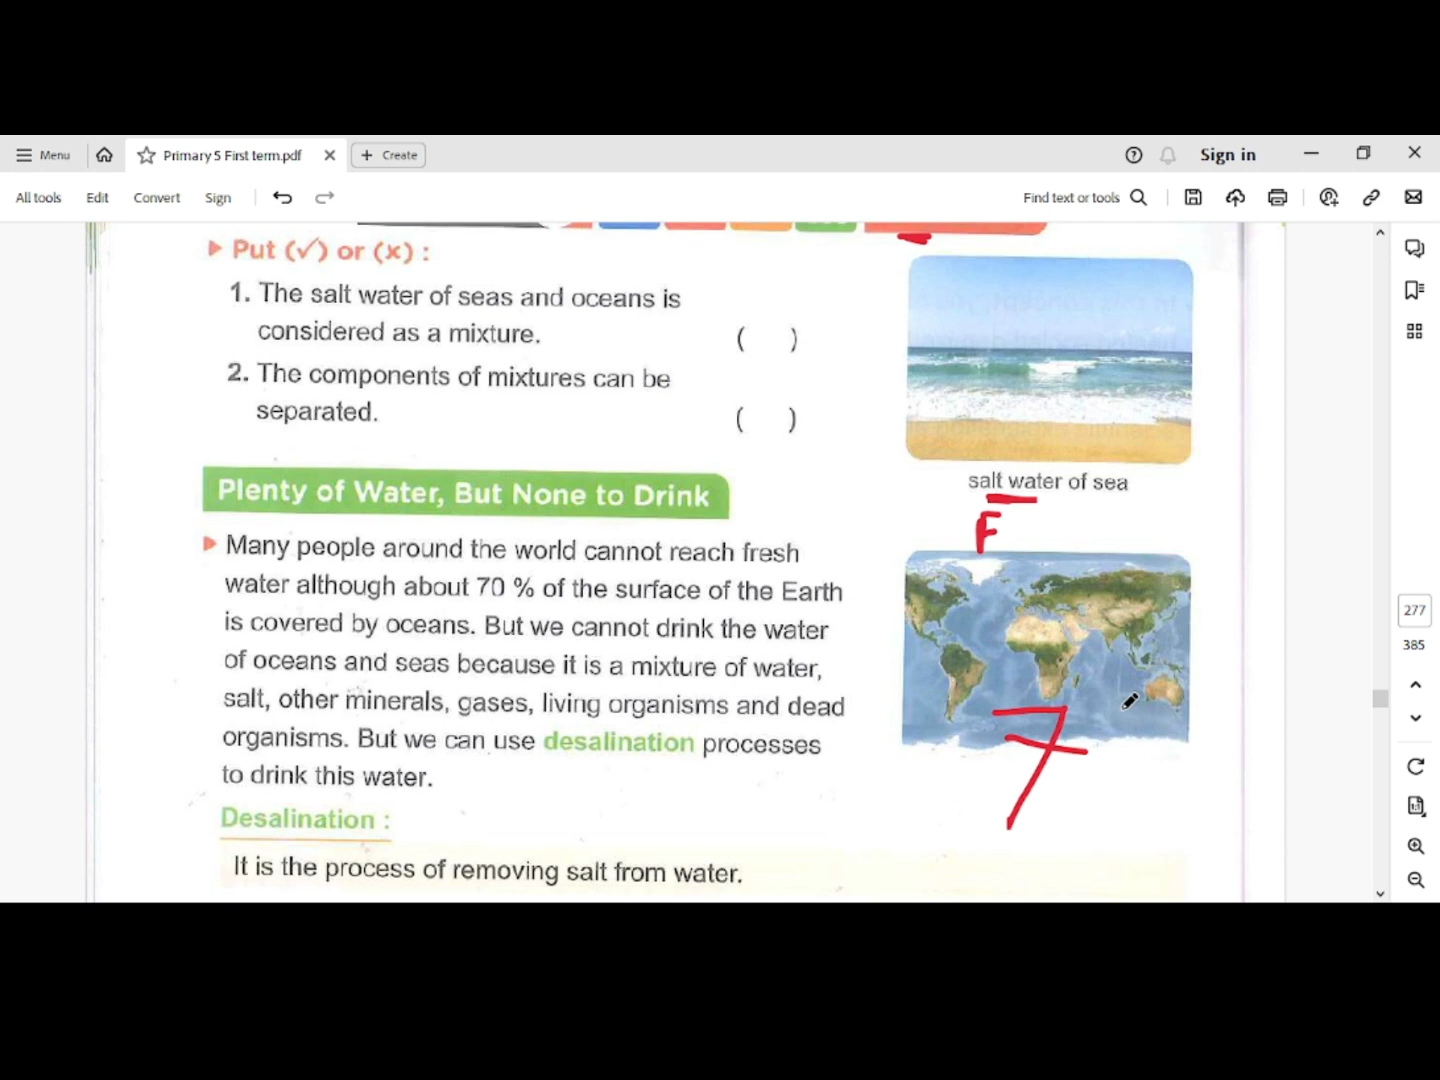 Menu
Primary 5 First term.pdf
Create
Sign in
All tools
Edit
Convert
Sign
Find text or tools
Put (✓) or (x) :
1. The salt water of seas and oceans is
considered as a mixture. ( )
2. The components of mixtures can be
separated. ( )
salt water of sea
F
Plenty of Water, But None to Drink
Many people around the world cannot reach fresh
water although about 70 % of the surface of the Earth
is covered by oceans. But we cannot drink the water
of oceans and seas because it is a mixture of water,
salt, other minerals, gases, living organisms and dead
organisms. But we can use desalination processes
to drink this water.
7
Desalination :
It is the process of removing salt from water.
277
385
1:1